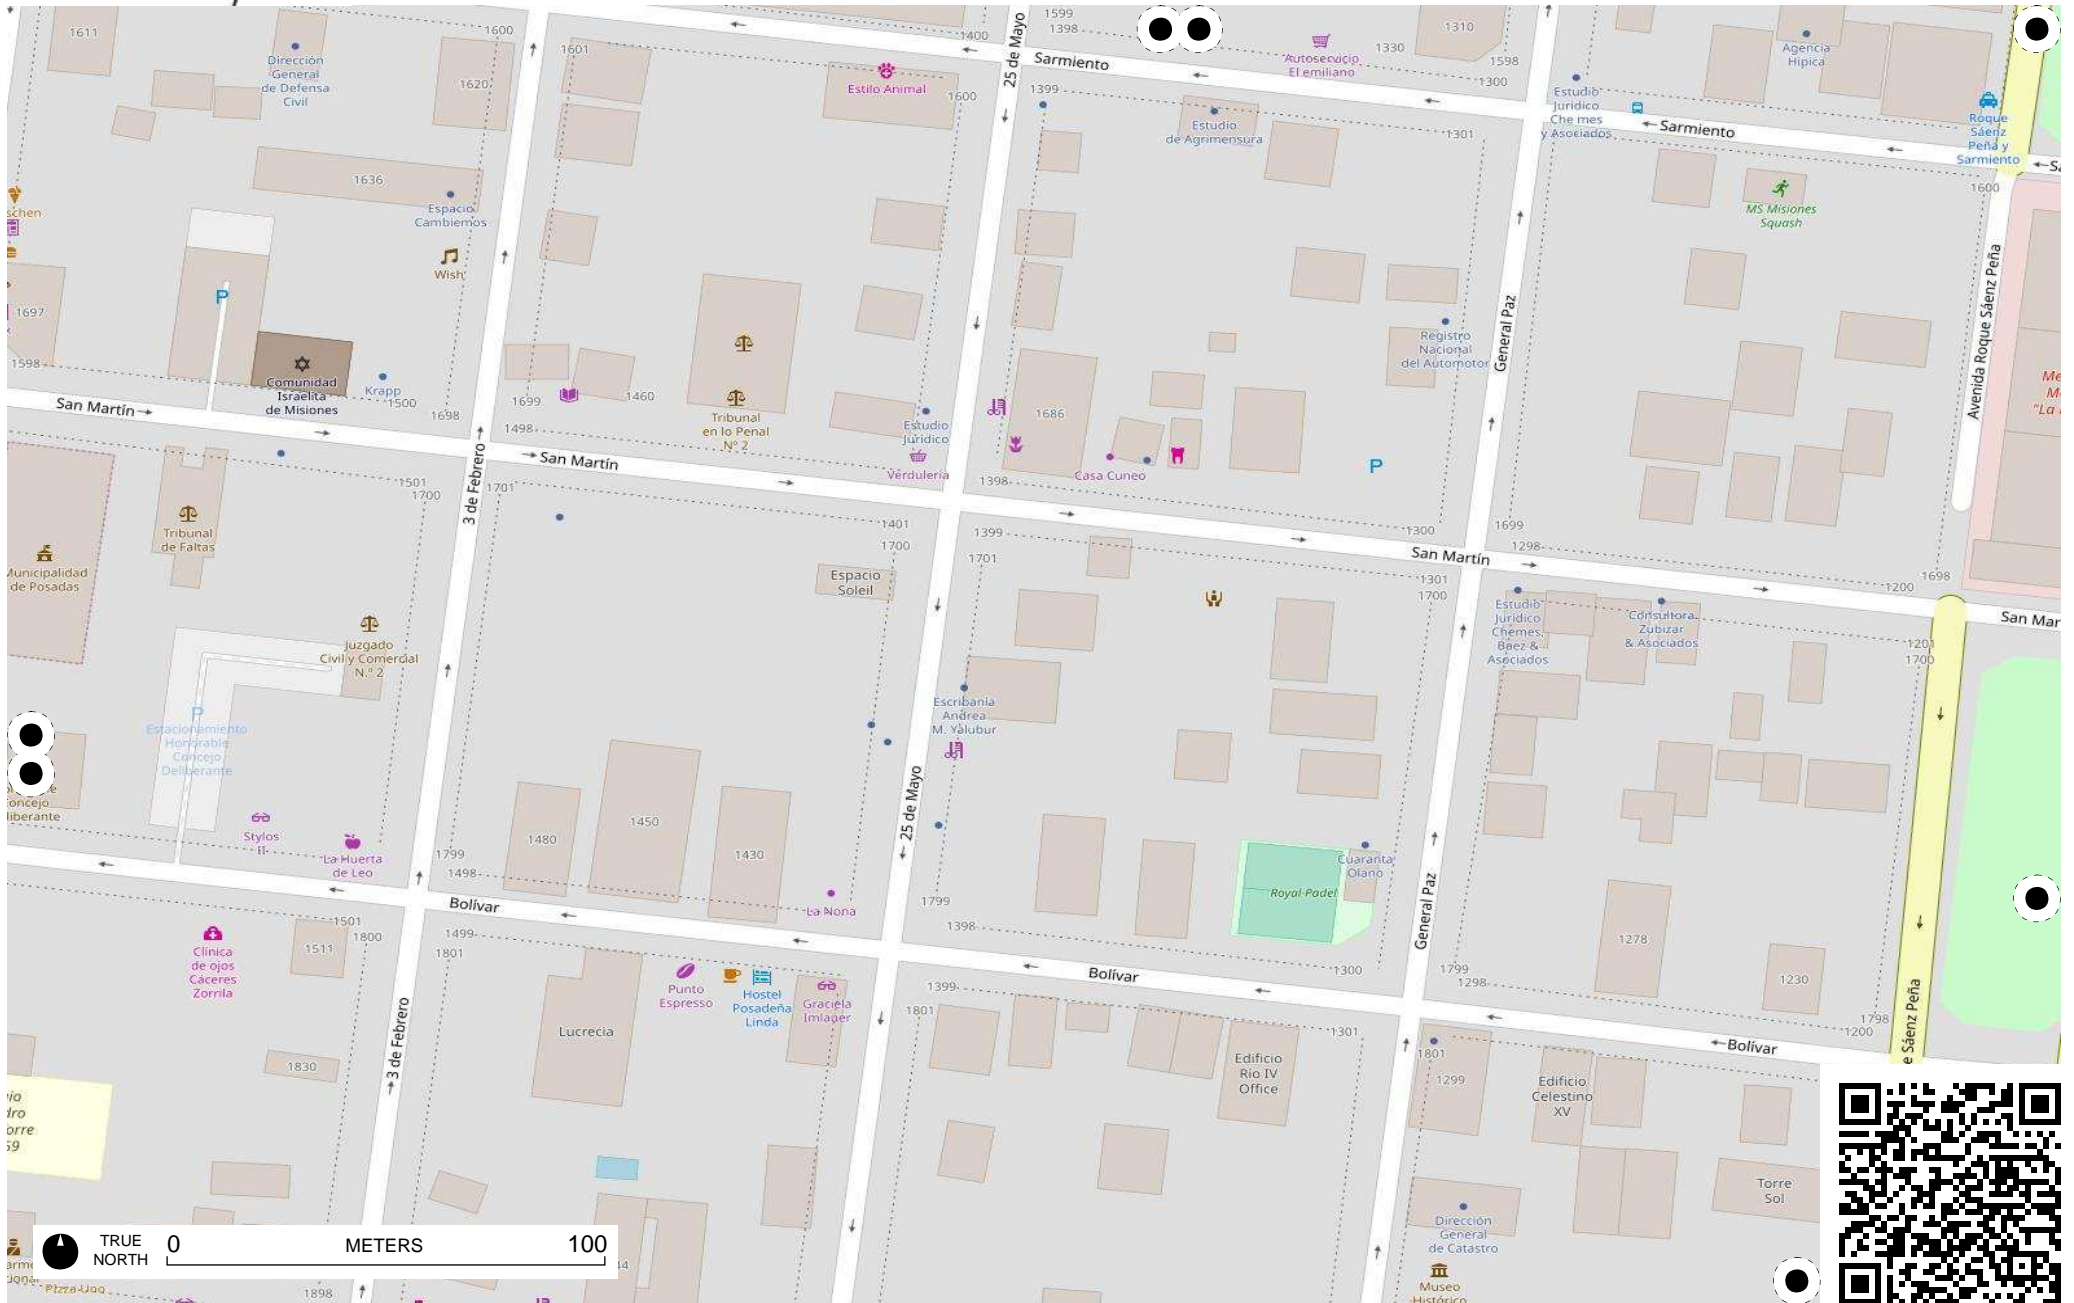 1611
Dirección
General
de Defensa
Civil
1600
1620
1601
Estilo Animal
1400
1600
25 de Mayo
1599
1398
Sarmiento
1399
Autoservicio
El emiliano
1330
1310
1598
1300
Estudio
de Agrimensura
1301
Estudio
Jurídico
Che mes
y Asociados
Sarmiento
Agencia
Hipica
Roque
Sáenz
Peña y
Sarmiento
1600
1636
Espacio
Cambiemos
Wish
MS Misiones
Squash
P
1697
1598
Comunidad
Israelita
de Misiones
Krapp
1500
1698
1699
1460
1498
Tribunal
en lo Penal
N° 2
Estudio
Jurídico
Verdulería
1686
1398
Casa Cuneo
P
Registro
Nacional
del Automotor
General Paz
Avenida Roque Sáenz Peña
San Martín
San Martín
San Martín
1501
1700
3 de Febrero
1701
1401
1700
1399
1701
1300
1301
1700
1699
1298
1200
1698
1201
1700
Tribunal
de Faltas
Municipalidad
de Posadas
Juzgado
Civil y Comercial
N.° 2
Espacio
Soleil
Estudio
Jurídico
Chemes,
Baez &
Asociados
Consultora
Zubizar
& Asociados
P
Estacionamiento
Honorable
Concejo
Deliberante
Escribanía
Andrea
M. Yalubur
25 de Mayo
Stylos
II
La Huerta
de Leo
1799
1498
1480
1450
1430
La Nona
1799
1398
Royal Padel
Cuaranta
Olano
General Paz
1300
1799
1298
1278
1230
1798
1200
Bolívar
Bolívar
Bolívar
Clínica
de ojos
Cáceres
Zorrila
1501
1511
1800
1499
1801
Lucrecia
Punto
Espresso
Hostel
Posadeña
Linda
Graciela
Imlauer
1399
1801
Edificio
Río IV
Office
1301
1801
1299
Edificio
Celestino
XV
1830
3 de Febrero
Torre
Sol
Dirección
General
de Catastro
Museo
Histórico
1898
TRUE
NORTH
0 METERS 100